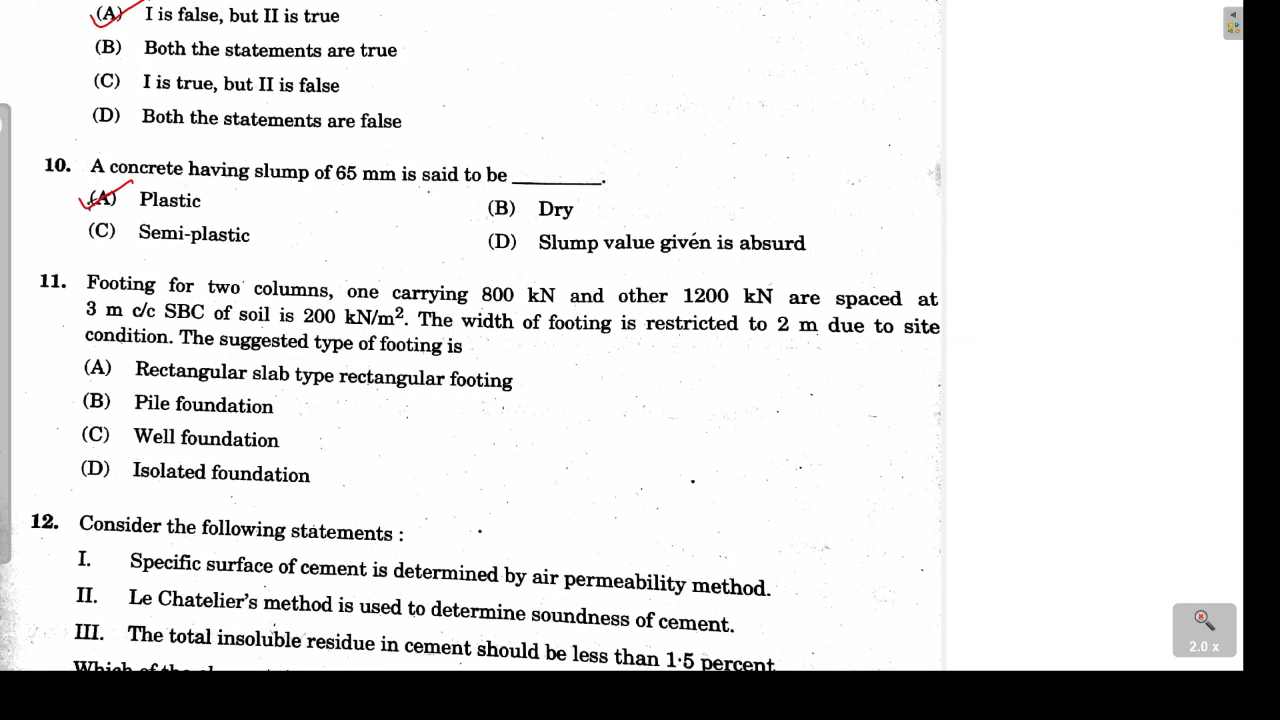 (A) I is false, but II is true
(B) Both the statements are true
(C) I is true, but II is false
(D) Both the statements are false
10. A concrete having slump of 65 mm is said to be ________.
(A) Plastic (B) Dry
(C) Semi-plastic (D) Slump value given is absurd
11. Footing for two columns, one carrying 800 kN and other 1200 kN are spaced at
3 m c/c SBC of soil is 200 kN/m². The width of footing is restricted to 2 m due to site
condition. The suggested type of footing is
(A) Rectangular slab type rectangular footing
(B) Pile foundation
(C) Well foundation
(D) Isolated foundation
12. Consider the following statements :
I. Specific surface of cement is determined by air permeability method.
II. Le Chatelier's method is used to determine soundness of cement.
III. The total insoluble residue in cement should be less than 1·5 percent
Which of the
2.0 x